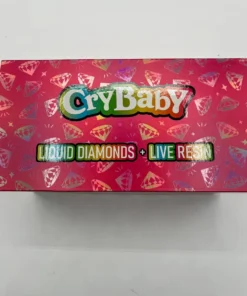 CryBaby
LIQUID DIAMONDS + LIVE RESIN